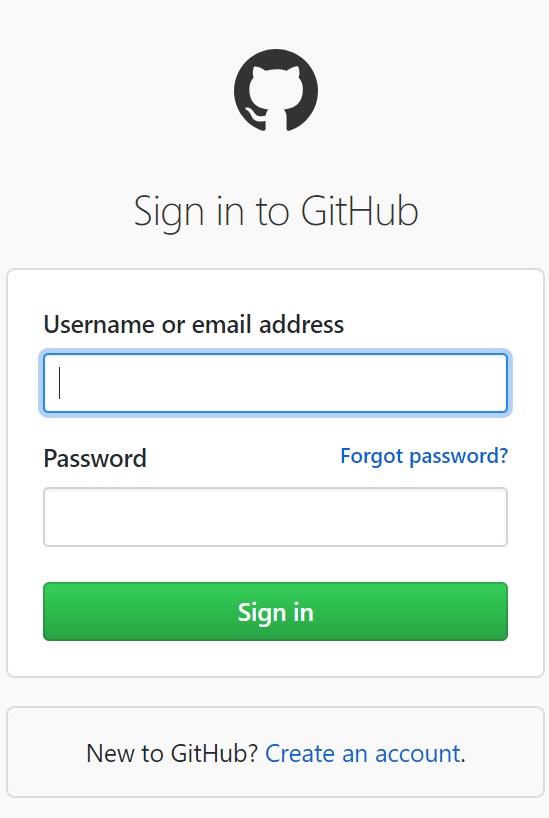 Sign in to GitHub
Username or email address
Password Forgot password?
Sign in
New to GitHub? Create an account.